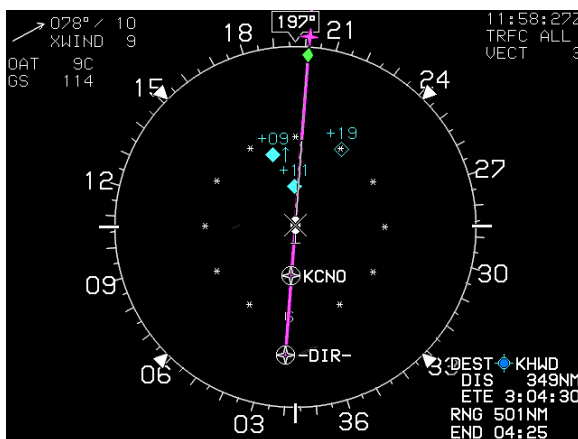 078° / 10
XWIND 9
OAT 9C
GS 114
197°
11:58:27Z
TRFC ALL
VECT 3
18
21
15
24
12
27
09
30
06
33
03
36
+09
+19
+11
KCNO
-DIR-
DEST KHWD
DIS 349NM
ETE 3:04:30
RNG 501NM
END 04:25